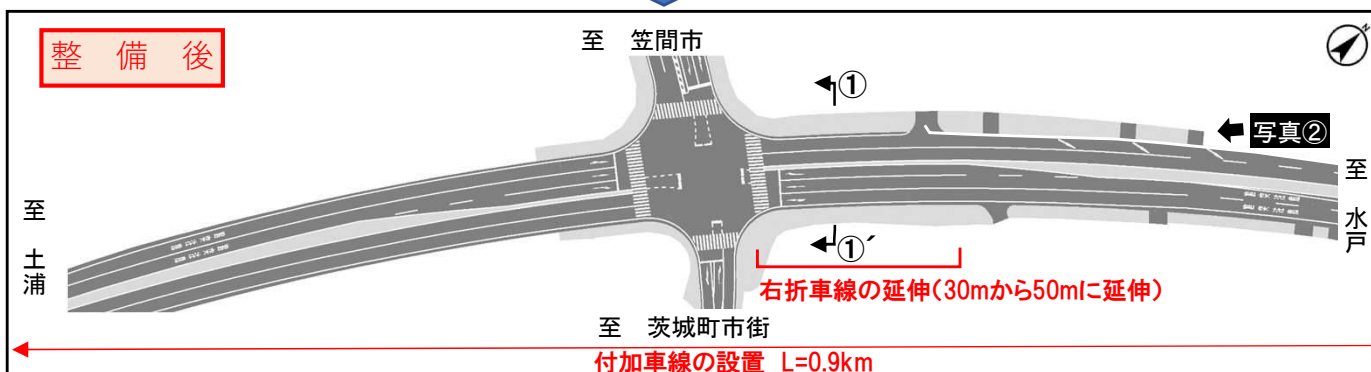 整 備 後
至 笠間市
N
①
写真②
至 土浦
至 水戸
①´
右折車線の延伸(30mから50mに延伸)
至 茨城町市街
付加車線の設置 L=0.9km